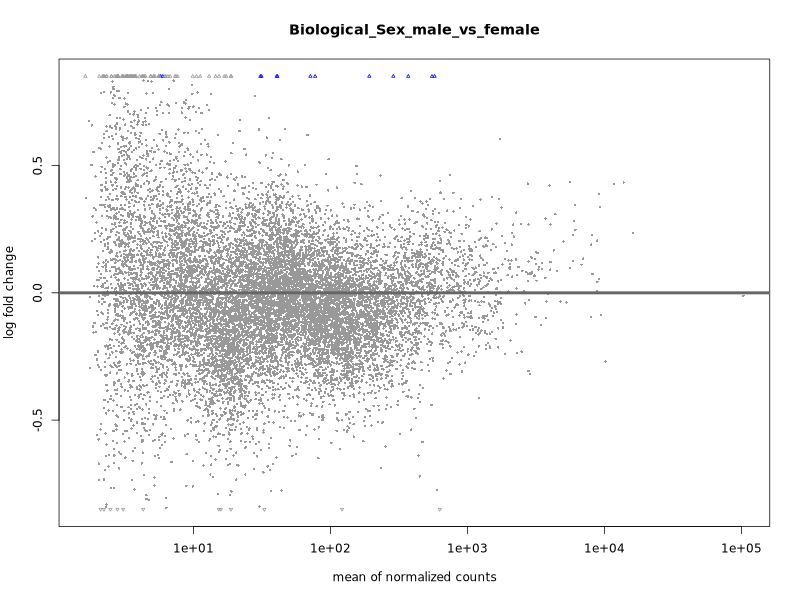 Biological_Sex_male_vs_female
log fold change
0.5
0.0
-0.5
1e+01 1e+02 1e+03 1e+04 1e+05
mean of normalized counts